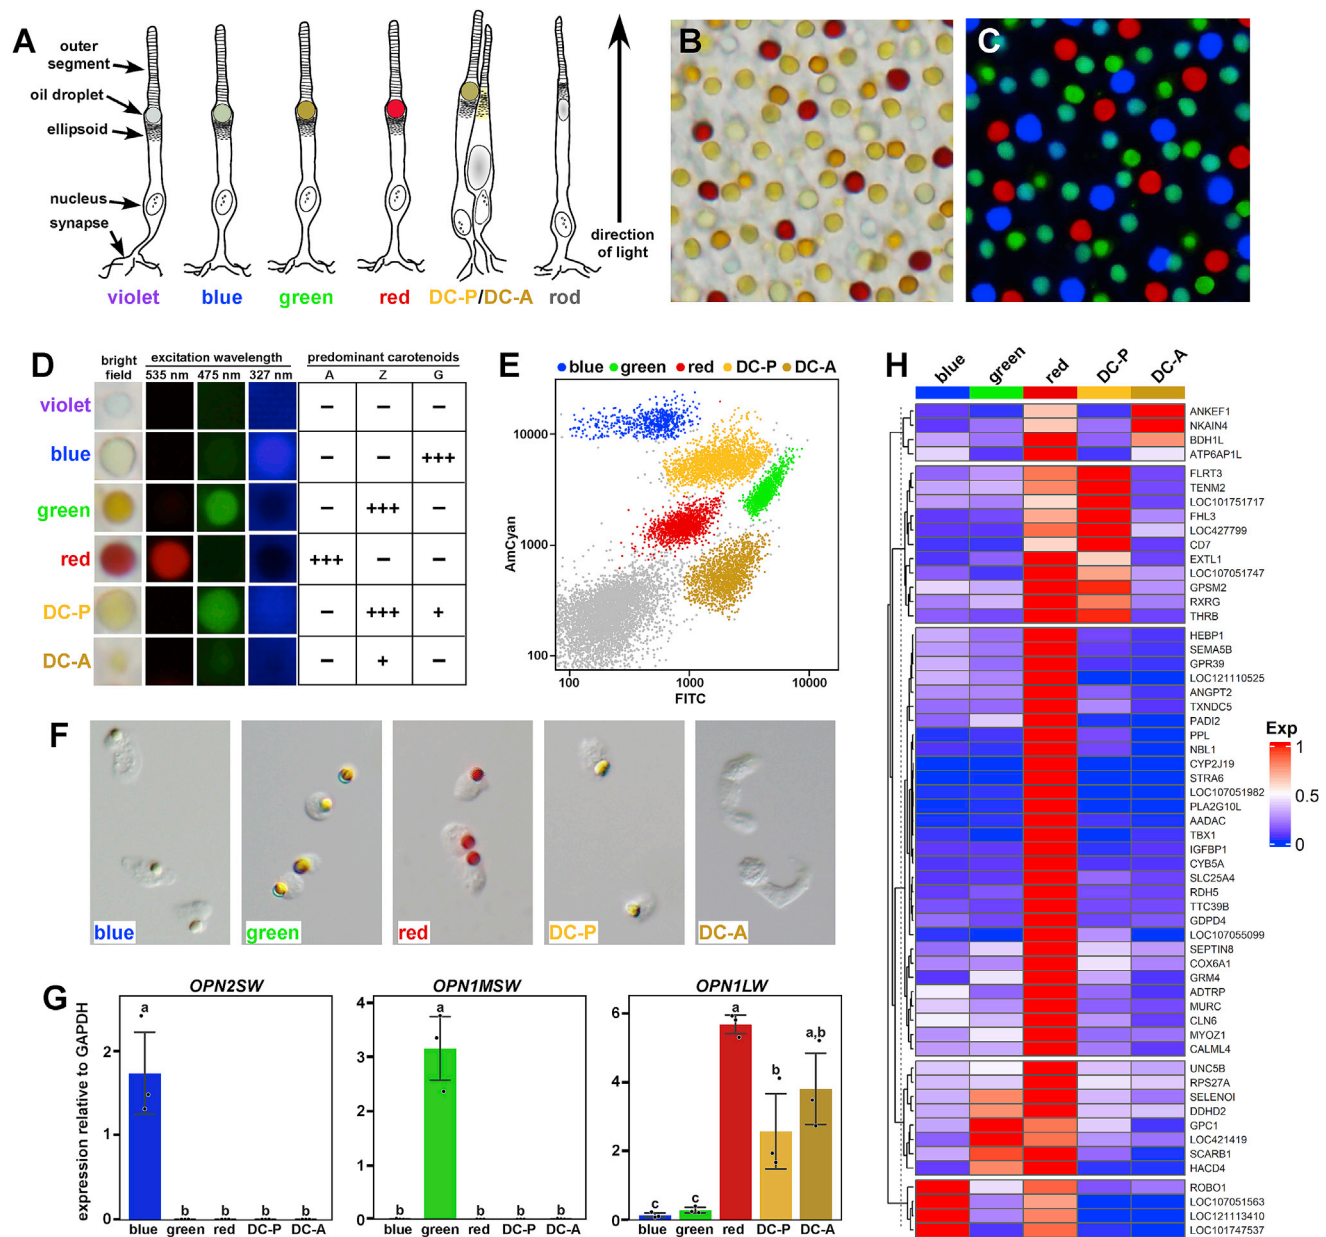 A
outer
segment
oil droplet
ellipsoid
nucleus
synapse
direction
of light
violet
blue
green
red
DC-P/DC-A
rod
B
C
D
bright
field
excitation wavelength
535 nm
475 nm
327 nm
predominant carotenoids
A
Z
G
violet
− − −
blue
− − +++
green
− +++ −
red
+++ − −
DC-P
− +++ +
DC-A
− + −
E
blue green red DC-P DC-A
AmCyan
10000
1000
100
100
1000
10000
FITC
F
blue
green
red
DC-P
DC-A
G
expression relative to GAPDH
OPN2SW
2
1
0
a
b
b
b
b
blue green red DC-P DC-A
OPN1MSW
4
3
2
1
0
b
a
b
b
b
blue green red DC-P DC-A
OPN1LW
6
4
2
0
c
c
a
b
a,b
blue green red DC-P DC-A
H
blue
green
red
DC-P
DC-A
ANKEF1
NKAIN4
BDH1L
ATP6AP1L
FLRT3
TENM2
LOC101751717
FHL3
LOC427799
CD7
EXTL1
LOC107051747
GPSM2
RXRG
THRB
HEBP1
SEMA5B
GPR39
LOC121110525
ANGPT2
TXNDC5
PADI2
PPL
NBL1
CYP2J19
STRA6
LOC107051982
PLA2G10L
AADAC
TBX1
IGFBP1
CYB5A
SLC25A4
RDH5
TTC39B
GDPD4
LOC107055099
SEPTIN8
COX6A1
GRM4
ADTRP
MURC
CLN6
MYOZ1
CALML4
UNC5B
RPS27A
SELENOI
DDHD2
GPC1
LOC421419
SCARB1
HACD4
ROBO1
LOC107051563
LOC121113410
LOC101747537
Exp
1
0.5
0